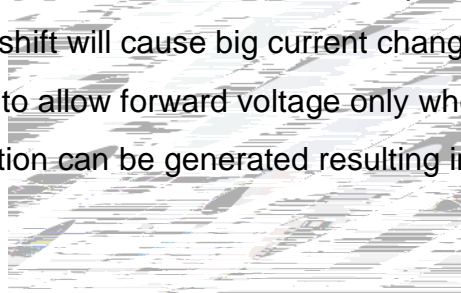 shift will cause big current chang
to allow forward voltage only wh
tion can be generated resulting i